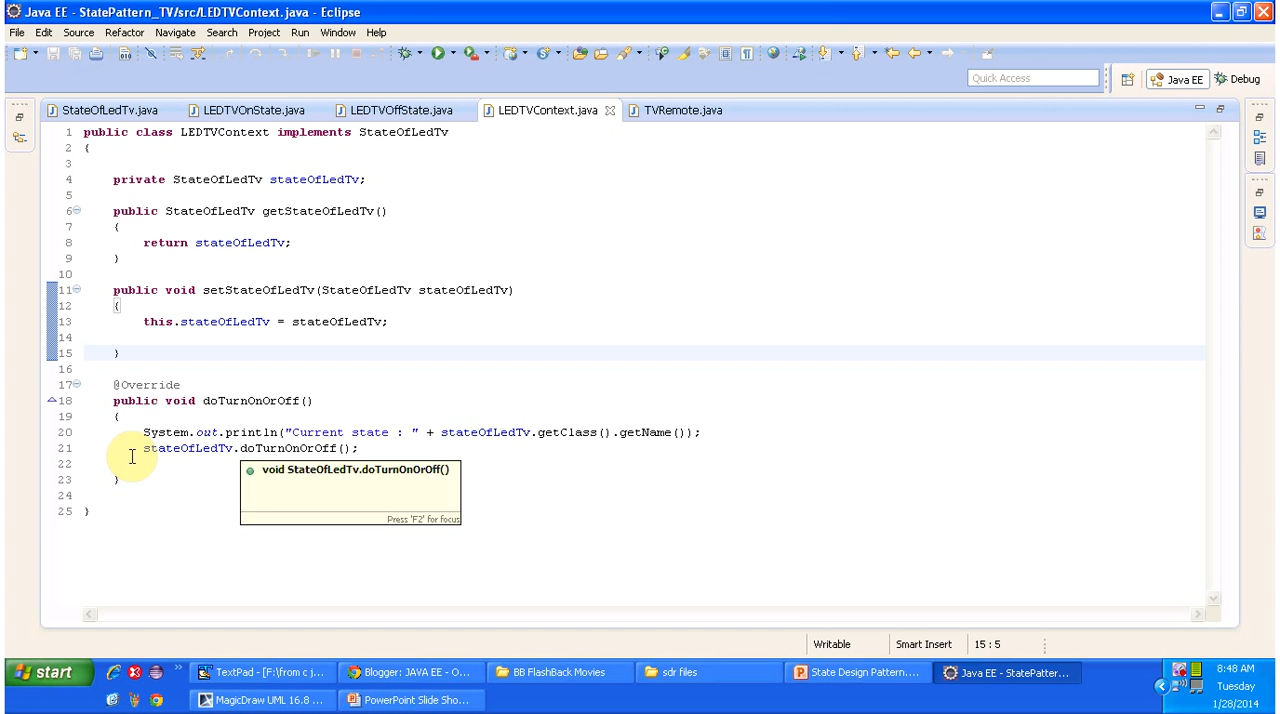 Java EE - StatePattern_TV/src/LEDTVContext.java - Eclipse
File Edit Source Refactor Navigate Search Project Run Window Help
Quick Access
Java EE
Debug
StateOfLedTv.java
LEDTVOnState.java
LEDTVOffState.java
LEDTVContext.java
TVRemote.java
1 public class LEDTVContext implements StateOfLedTv
2 {
3
4 private StateOfLedTv stateOfLedTv;
5
6 public StateOfLedTv getStateOfLedTv()
7 {
8 return stateOfLedTv;
9 }
10
11 public void setStateOfLedTv(StateOfLedTv stateOfLedTv)
12 {
13 this.stateOfLedTv = stateOfLedTv;
14
15 }
16
17 @Override
18 public void doTurnOnOrOff()
19 {
20 System.out.println("Current state : " + stateOfLedTv.getClass().getName());
21 stateOfLedTv.doTurnOnOrOff();
22
23 }
24
25 }
void StateOfLedTv.doTurnOnOrOff()
Press 'F2' for focus
Writable
Smart Insert
15 : 5
start
TextPad - [F:\from c j...
Blogger: JAVA EE - O...
BB FlashBack Movies
sdr files
State Design Pattern....
Java EE - StatePatter...
MagicDraw UML 16.8 ...
PowerPoint Slide Sho...
8:48 AM
Tuesday
1/28/2014